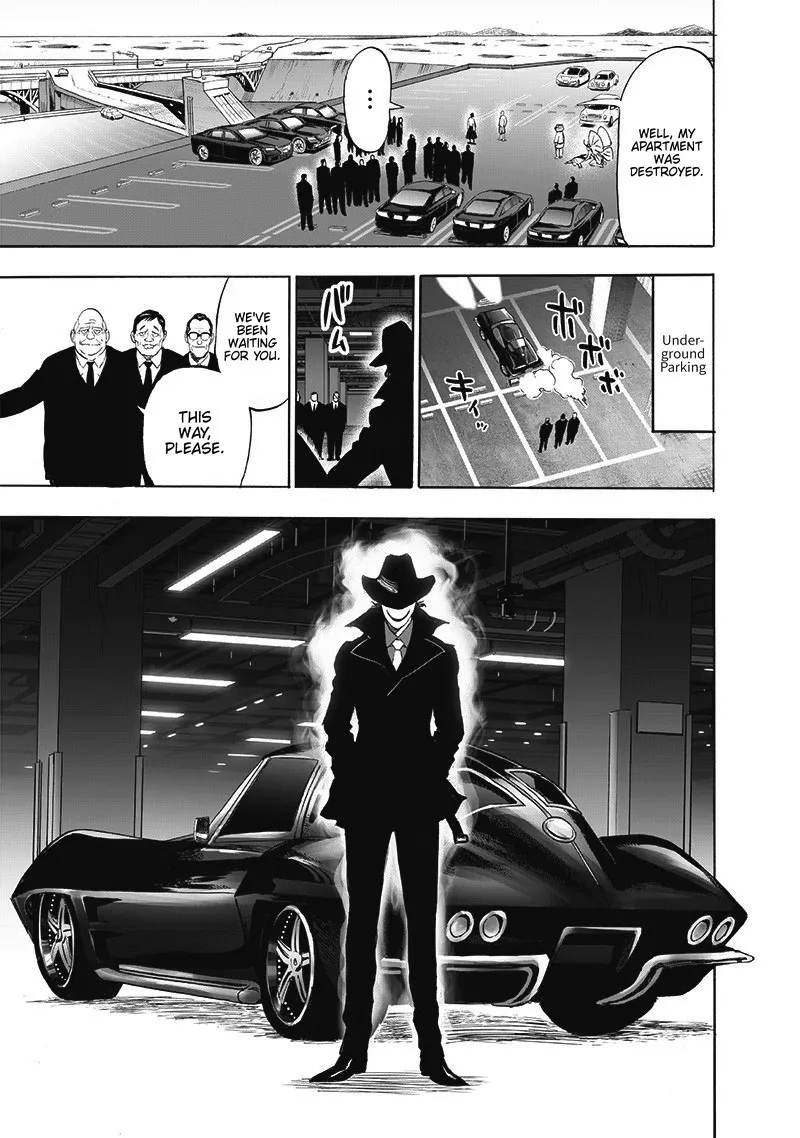 WELL, MY
APARTMENT
WAS
DESTROYED.
...
Under-
ground
Parking
ボボボボ
キィッ
バム
WE'VE
BEEN
WAITING
FOR YOU.
THIS
WAY,
PLEASE.